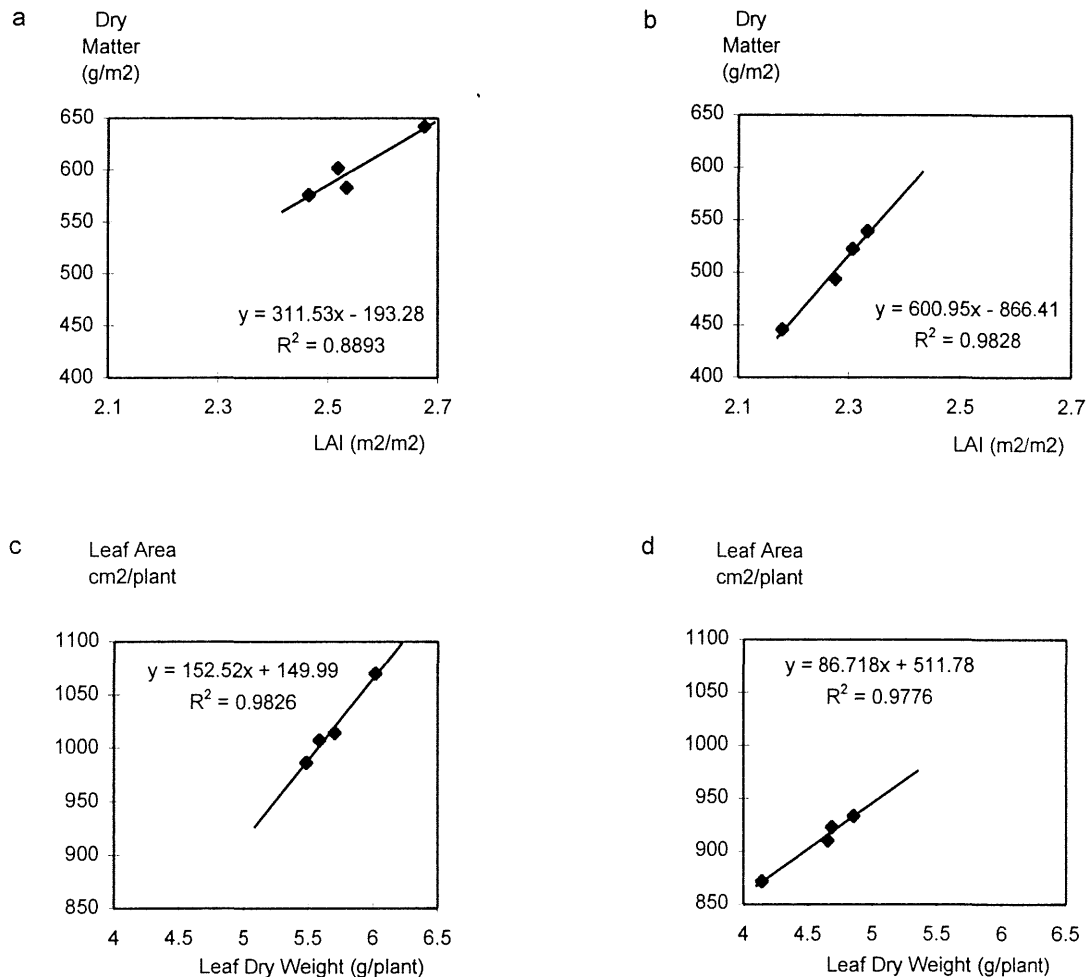 a
Dry
Matter
(g/m2)
650
600
550
500
450
400
y = 311.53x - 193.28
R² = 0.8893
2.1 2.3 2.5 2.7
LAI (m2/m2)
b
Dry
Matter
(g/m2)
650
600
550
500
450
400
y = 600.95x - 866.41
R² = 0.9828
2.1 2.3 2.5 2.7
LAI (m2/m2)
c
Leaf Area
cm2/plant
1100
1050
1000
950
900
850
y = 152.52x + 149.99
R² = 0.9826
4 4.5 5 5.5 6 6.5
Leaf Dry Weight (g/plant)
d
Leaf Area
cm2/plant
1100
1050
1000
950
900
850
y = 86.718x + 511.78
R² = 0.9776
4 4.5 5 5.5 6 6.5
Leaf Dry Weight (g/plant)